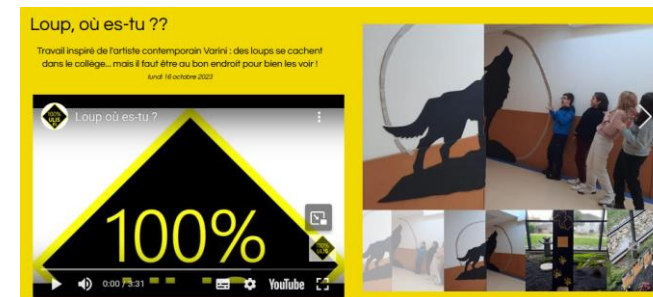 Loup, où es-tu ??
Travail inspiré de l'artiste contemporain Varini : des loups se cachent
dans le collège... mais il faut être au bon endroit pour bien les voir !
lundi 16 octobre 2023
100%
ULIS
Loup où es-tu ?
100%
0:00 / 3:31
YouTube